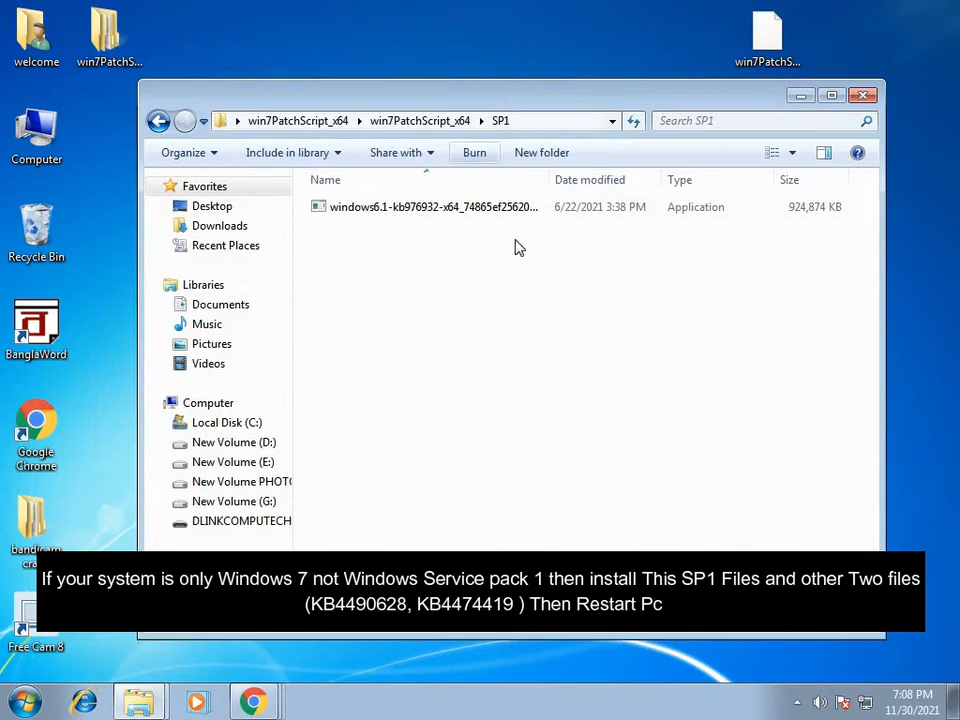 welcome
win7PatchS...
win7PatchS...
Computer
Recycle Bin
BanglaWord
Google
Chrome
bandicam
cra
Free Cam 8
win7PatchScript_x64
win7PatchScript_x64
SP1
Search SP1
Organize
Include in library
Share with
Burn
New folder
Name
Date modified
Type
Size
windows6.1-kb976932-x64_74865ef25620...
6/22/2021 3:38 PM
Application
924,874 KB
Favorites
Desktop
Downloads
Recent Places
Libraries
Documents
Music
Pictures
Videos
Computer
Local Disk (C:)
New Volume (D:)
New Volume (E:)
New Volume PHOTO
New Volume (G:)
DLINKCOMPUTECH
If your system is only Windows 7 not Windows Service pack 1 then install This SP1 Files and other Two files
(KB4490628, KB4474419 ) Then Restart Pc
7:08 PM
11/30/2021